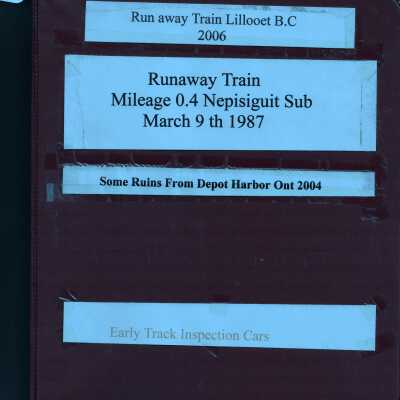 Run away Train Lillooet B.C
2006
Runaway Train
Mileage 0.4 Nepisiguit Sub
March 9 th 1987
Some Ruins From Depot Harbor Ont 2004
Early Track Inspection Cars